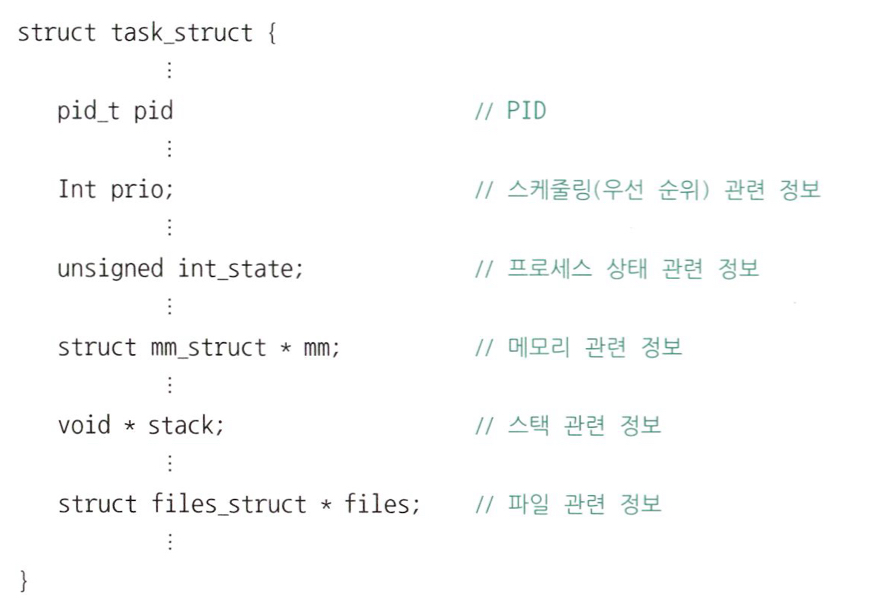 struct task_struct {
⋮
pid_t pid // PID
⋮
Int prio; // 스케줄링(우선 순위) 관련 정보
⋮
unsigned int_state; // 프로세스 상태 관련 정보
⋮
struct mm_struct * mm; // 메모리 관련 정보
⋮
void * stack; // 스택 관련 정보
⋮
struct files_struct * files; // 파일 관련 정보
⋮
}